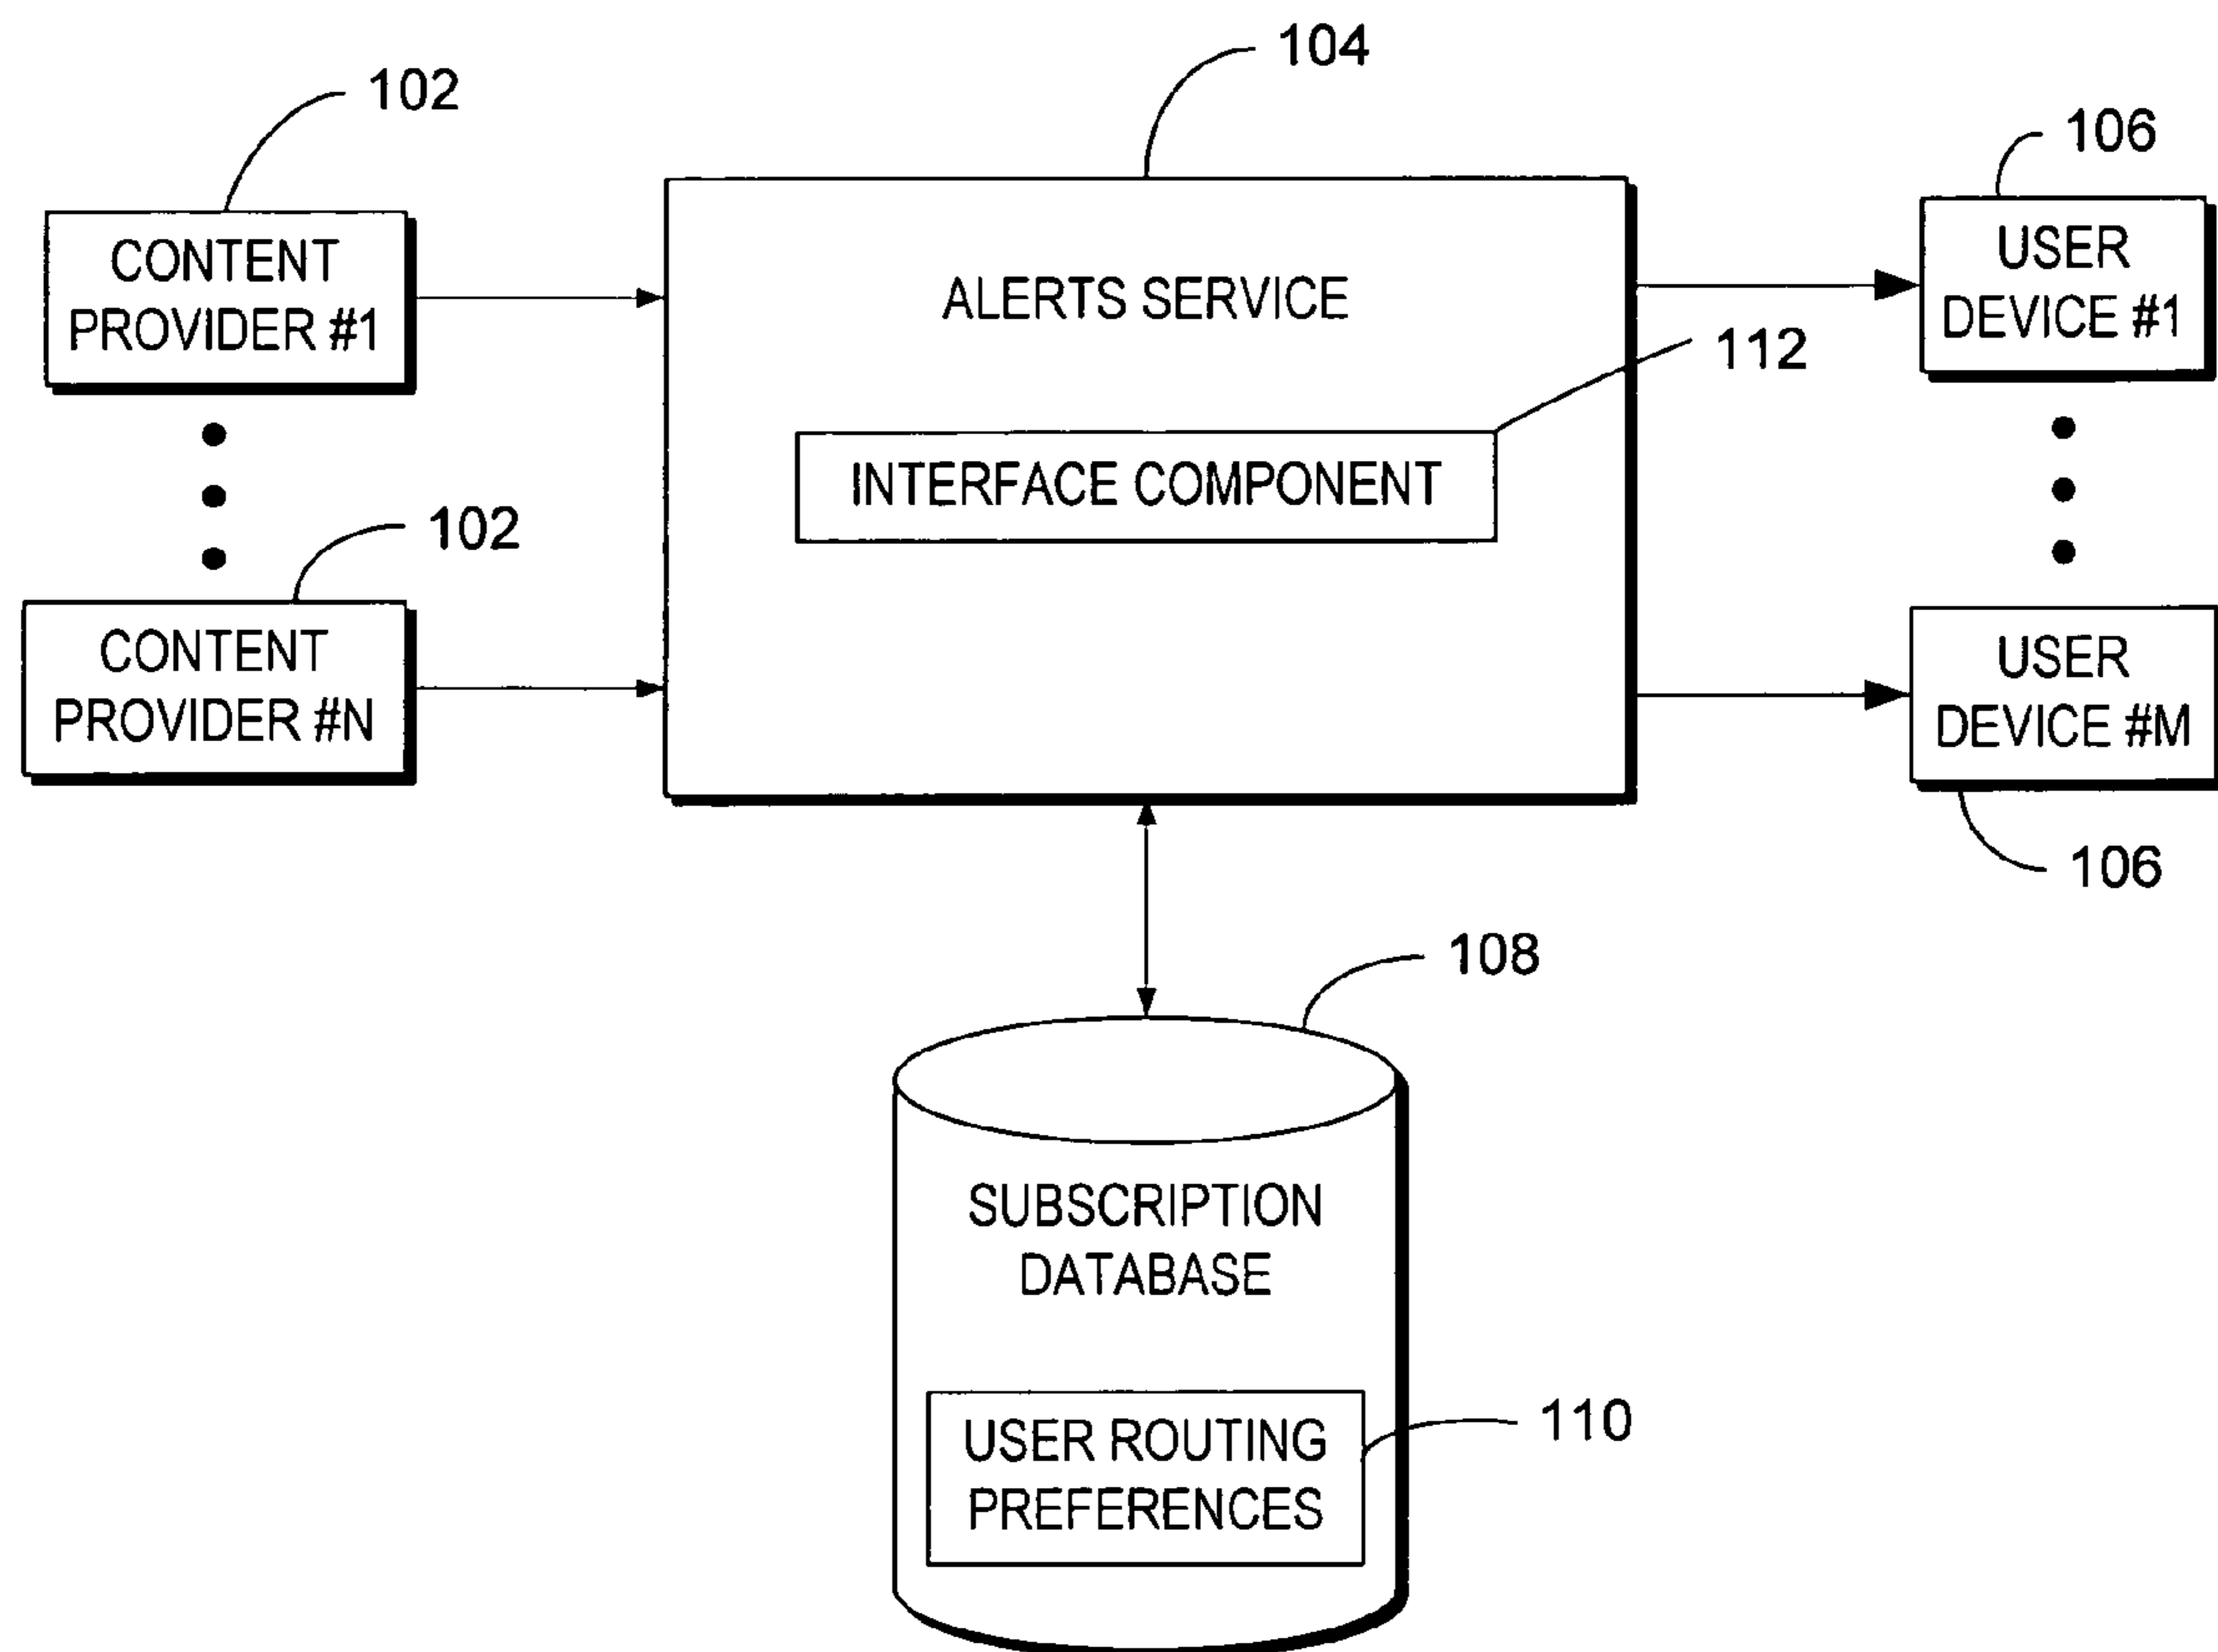 104
102
106
CONTENT
PROVIDER #1
ALERTS SERVICE
USER
DEVICE #1
112
INTERFACE COMPONENT
102
CONTENT
PROVIDER #N
USER
DEVICE #M
106
108
SUBSCRIPTION
DATABASE
USER ROUTING
PREFERENCES
110